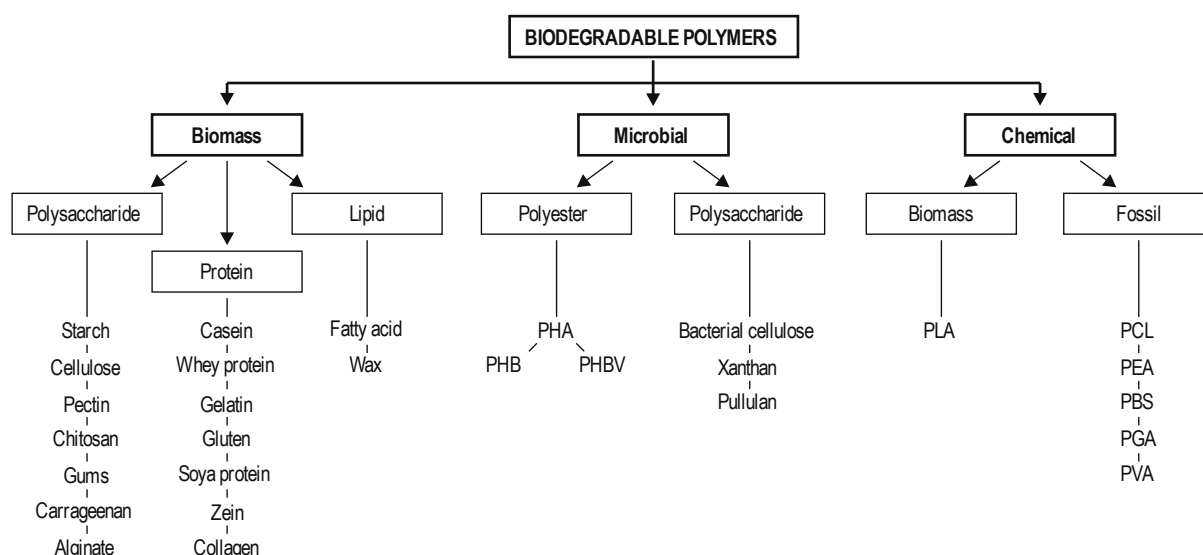 BIODEGRADABLE POLYMERS
Biomass
Microbial
Chemical
Polysaccharide
Lipid
Polyester
Polysaccharide
Biomass
Fossil
Protein
Starch
Casein
Fatty acid
PHA
Bacterial cellulose
PLA
PCL
Cellulose
Whey protein
Wax
PHB
PHBV
Xanthan
PEA
Pectin
Gelatin
Pullulan
PBS
Chitosan
Gluten
PGA
Gums
Soya protein
PVA
Carrageenan
Zein
Alginate
Collagen